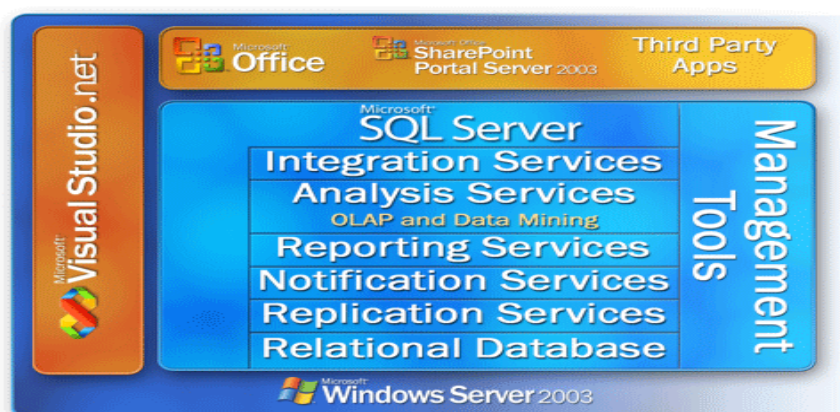 Microsoft
Visual Studio.net
Microsoft
Office
Microsoft Office
SharePoint
Portal Server 2003
Third Party
Apps
Microsoft
SQL Server
Integration Services
Analysis Services
OLAP and Data Mining
Reporting Services
Notification Services
Replication Services
Relational Database
Management
Tools
Microsoft
Windows Server 2003